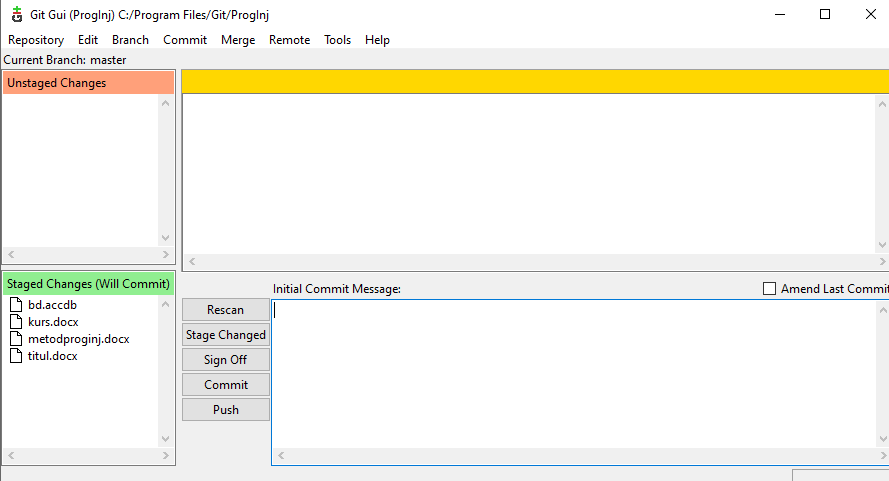 Git Gui (ProgInj) C:/Program Files/Git/ProgInj
Repository Edit Branch Commit Merge Remote Tools Help
Current Branch: master
Unstaged Changes
Staged Changes (Will Commit)
bd.accdb
kurs.docx
metodproginj.docx
titul.docx
Initial Commit Message:
Amend Last Commit
Rescan
Stage Changed
Sign Off
Commit
Push